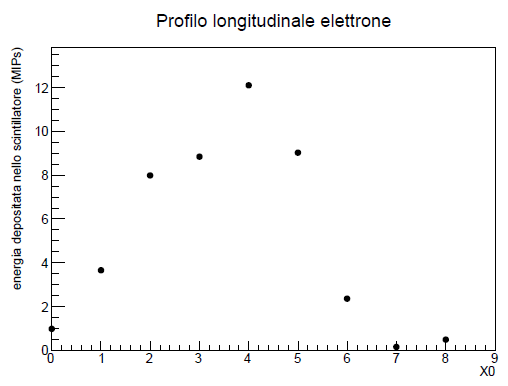 Profilo longitudinale elettrone
energia depositata nello scintillatore (MIPs)
12
10
8
6
4
2
0
0 1 2 3 4 5 6 7 8 9
X0